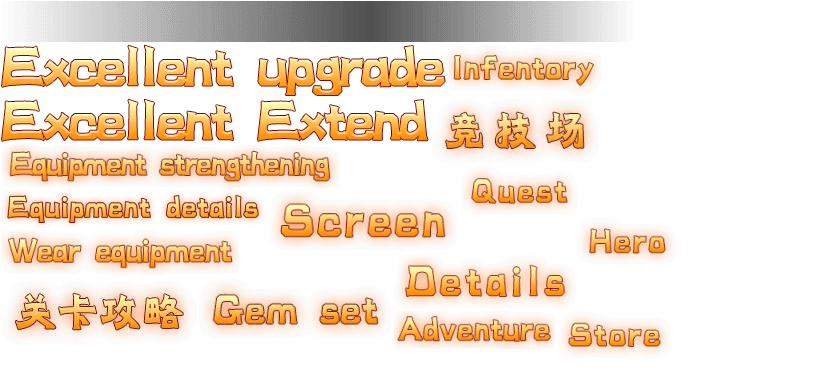 Excellent upgrade
Infentory
Excellent Extend
竞技场
Equipment strengthening
Quest
Equipment details
Screen
Hero
Wear equipment
Details
关卡攻略
Gem set
Adventure
Store